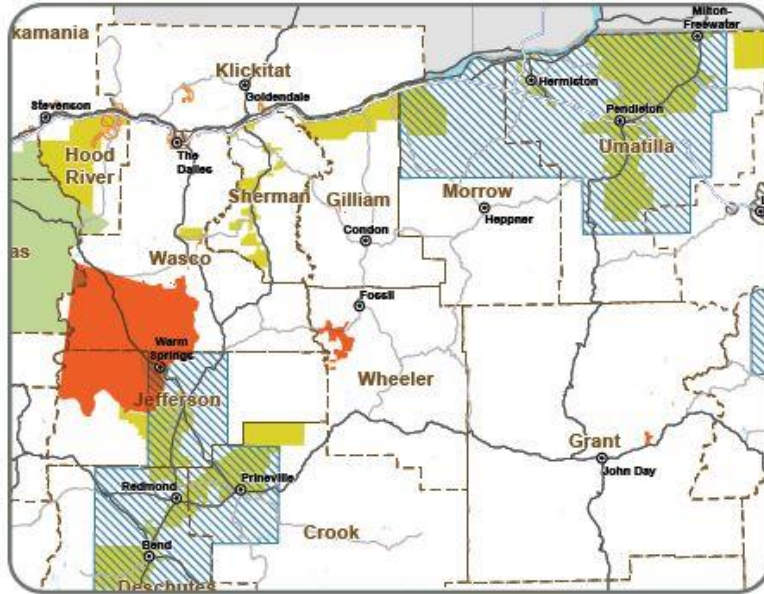 kamania
Klickitat
Milton-
Freewater
Stevenson
Goldendale
Hermiston
Pendleton
Hood
River
The
Dalles
Umatilla
Sherman
Gilliam
Morrow
Heppner
Condon
as
Wasco
Fossil
Warm
Springs
Wheeler
Jefferson
Grant
John Day
Redmond
Prineville
Crook
Bend
Deschutes